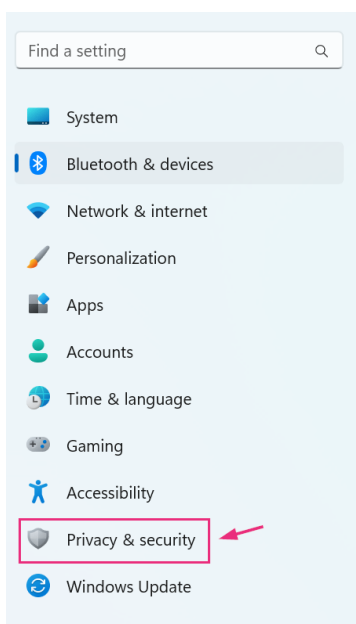 Find a setting
System
Bluetooth & devices
Network & internet
Personalization
Apps
Accounts
Time & language
Gaming
Accessibility
Privacy & security
Windows Update